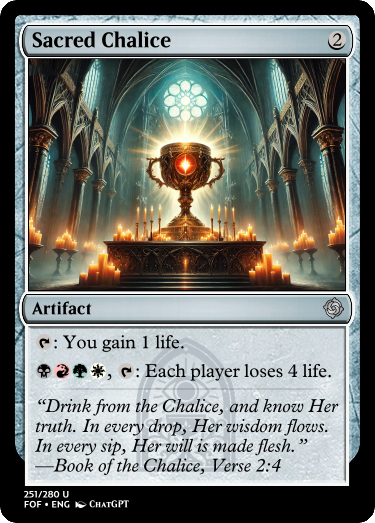 Sacred Chalice 2
Artifact
: You gain 1 life.
, : Each player loses 4 life.
“Drink from the Chalice, and know Her
truth. In every drop, Her wisdom flows.
In every sip, Her will is made flesh.”
—Book of the Chalice, Verse 2:4
251/280 U
FOF • ENG ChatGPT